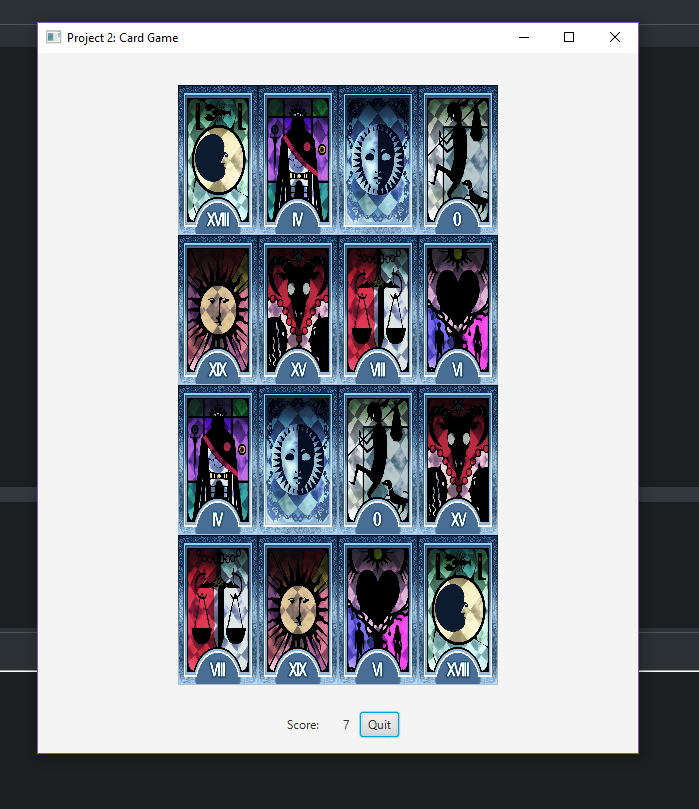 Project 2: Card Game
XVIII IV 0
XIX XV VIII VI
IV 0 XV
VIII XIX VI XVIII
Score: 7 Quit